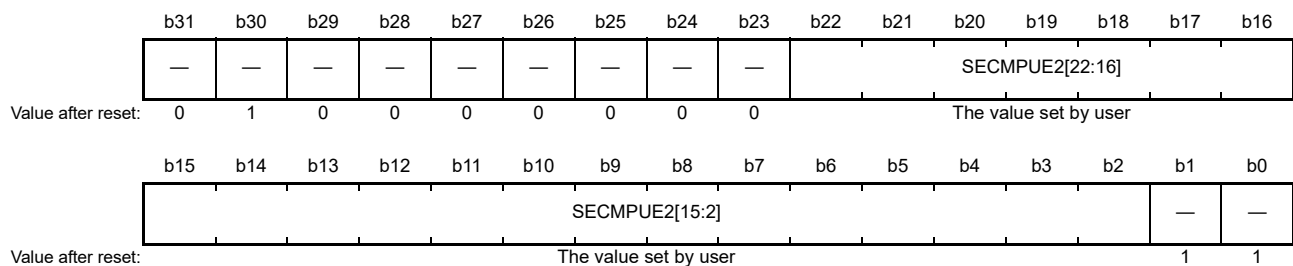 b31 b30 b29 b28 b27 b26 b25 b24 b23 b22 b21 b20 b19 b18 b17 b16
— — — — — — — — — SECMPUE2[22:16]
Value after reset: 0 1 0 0 0 0 0 0 0 The value set by user
b15 b14 b13 b12 b11 b10 b9 b8 b7 b6 b5 b4 b3 b2 b1 b0
SECMPUE2[15:2] — —
Value after reset: The value set by user 1 1